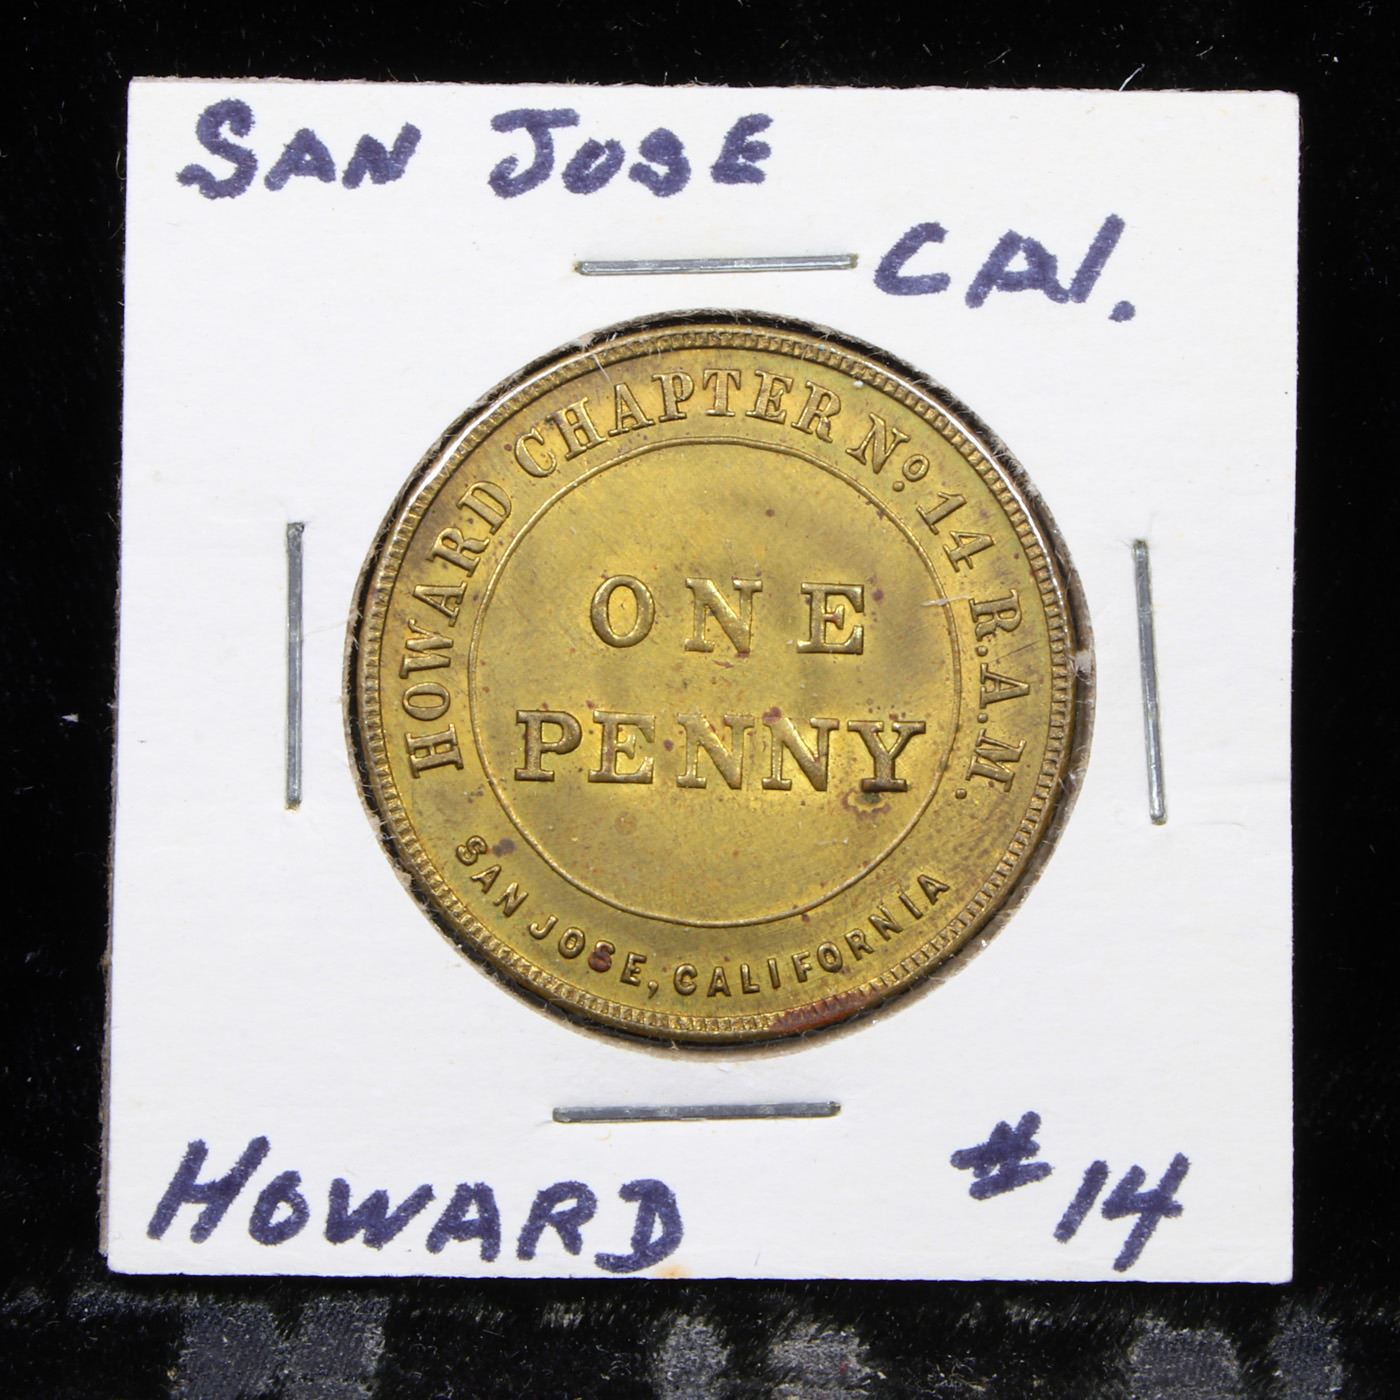 SAN JOSE
CAL.
HOWARD CHAPTER No. 14 R.A.M.
ONE
PENNY
SAN JOSE, CALIFORNIA
HOWARD #14